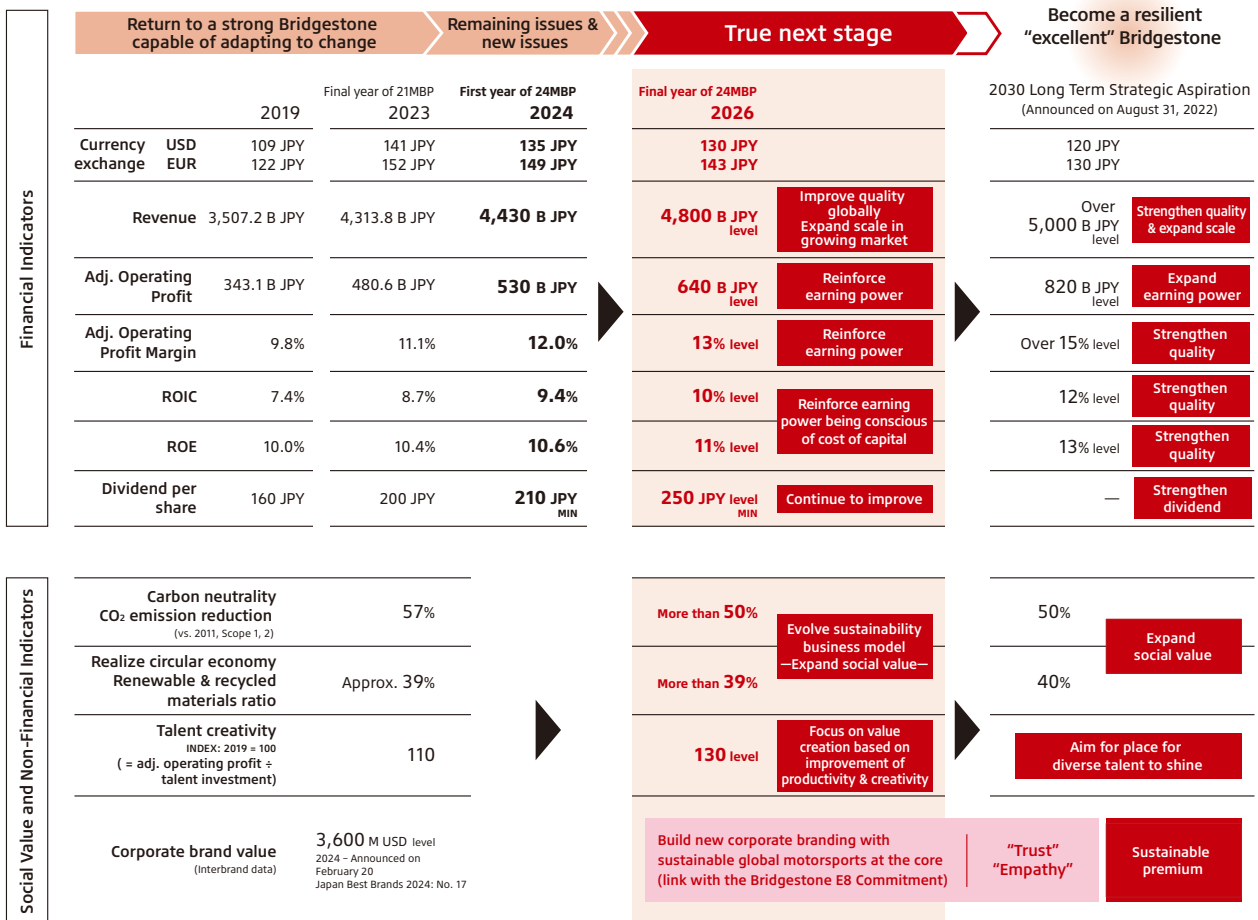 Return to a strong Bridgestone
capable of adapting to change
Remaining issues &
new issues
True next stage
Become a resilient
“excellent” Bridgestone
Financial Indicators
2019
Final year of 21MBP
2023
First year of 24MBP
2024
Final year of 24MBP
2026
2030 Long Term Strategic Aspiration
(Announced on August 31, 2022)
Currency exchange USD 109 JPY 141 JPY 135 JPY 130 JPY 120 JPY
EUR 122 JPY 152 JPY 149 JPY 143 JPY 130 JPY
Revenue 3,507.2 B JPY 4,313.8 B JPY 4,430 B JPY
4,800 B JPY
level
Improve quality
globally
Expand scale in
growing market
Over
5,000 B JPY
level
Strengthen quality
& expand scale
Adj. Operating
Profit
343.1 B JPY 480.6 B JPY 530 B JPY
640 B JPY
level
Reinforce
earning power
820 B JPY
level
Expand
earning power
Adj. Operating
Profit Margin
9.8% 11.1% 12.0% 13% level
Reinforce
earning power
Over 15% level
Strengthen
quality
ROIC 7.4% 8.7% 9.4% 10% level
Reinforce earning
power being conscious
of cost of capital
12% level
Strengthen
quality
ROE 10.0% 10.4% 10.6% 11% level
13% level
Strengthen
quality
Dividend per
share
160 JPY 200 JPY 210 JPY
MIN
250 JPY level
MIN
Continue to improve
—
Strengthen
dividend
Social Value and Non-Financial Indicators
Carbon neutrality
CO₂ emission reduction
(vs. 2011, Scope 1, 2)
57%
More than 50%
Evolve sustainability
business model
—Expand social value—
50%
Expand
social value
Realize circular economy
Renewable & recycled
materials ratio
Approx. 39%
More than 39%
40%
Talent creativity
INDEX: 2019 = 100
( = adj. operating profit ÷
talent investment)
110
130 level
Focus on value
creation based on
improvement of
productivity & creativity
Aim for place for
diverse talent to shine
Corporate brand value
(Interbrand data)
3,600 M USD level
2024 – Announced on
February 20
Japan Best Brands 2024: No. 17
Build new corporate branding with
sustainable global motorsports at the core
(link with the Bridgestone E8 Commitment)
“Trust”
“Empathy”
Sustainable
premium